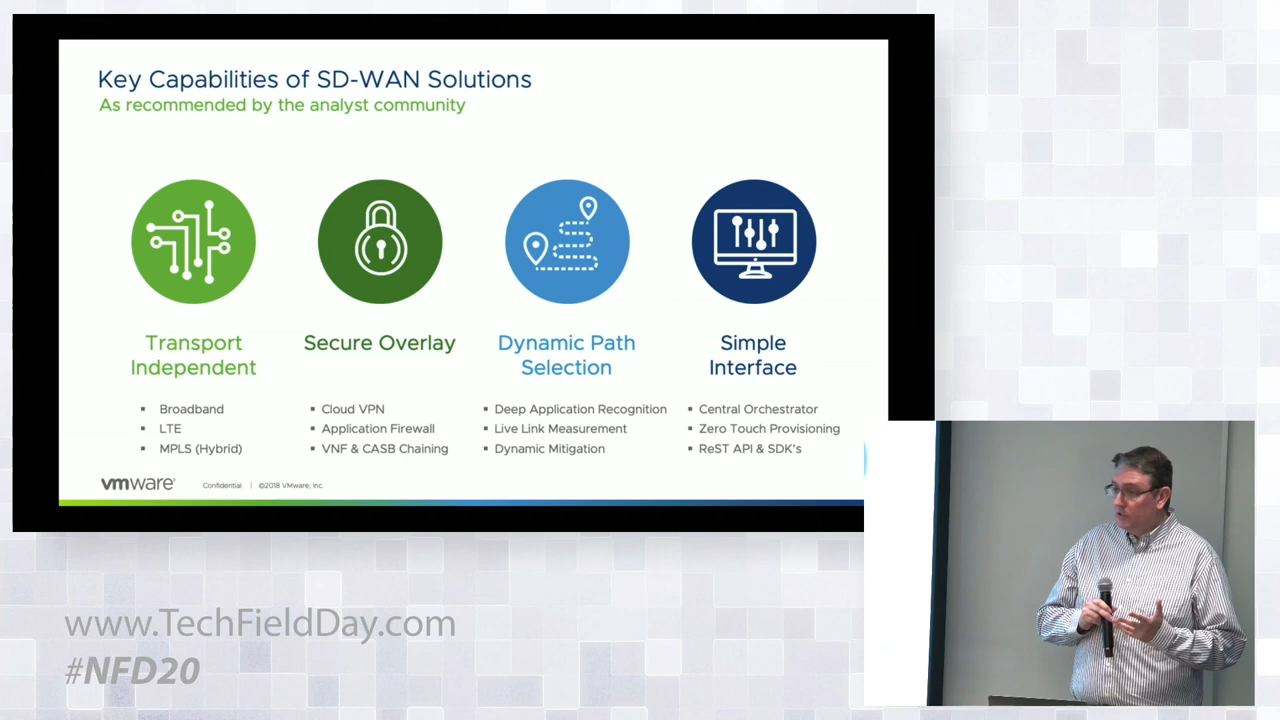 Key Capabilities of SD-WAN Solutions
As recommended by the analyst community
Transport
Independent
▪ Broadband
▪ LTE
▪ MPLS (Hybrid)
Secure Overlay
▪ Cloud VPN
▪ Application Firewall
▪ VNF & CASB Chaining
Dynamic Path
Selection
▪ Deep Application Recognition
▪ Live Link Measurement
▪ Dynamic Mitigation
Simple
Interface
▪ Central Orchestrator
▪ Zero Touch Provisioning
▪ ReST API & SDK's
vmware® Confidential | ©2018 VMware, Inc.
www.TechFieldDay.com
#NFD20